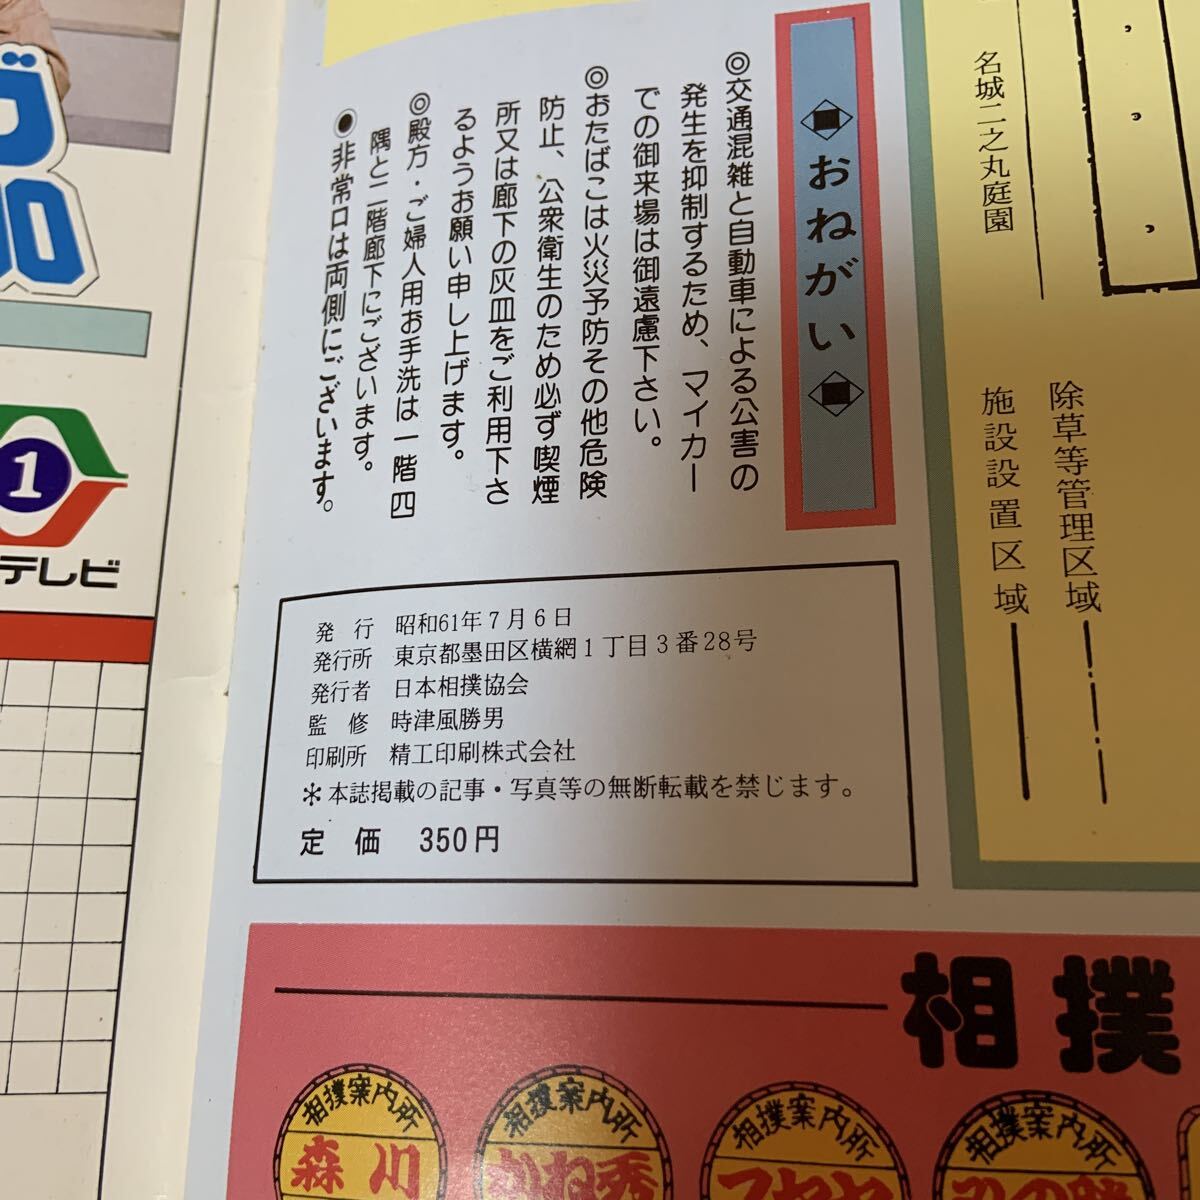 おねがい
◎交通混雑と自動車による公害の
発生を抑制するため、マイカー
での御来場は御遠慮下さい。
◎おたばこは火災予防その他危険
防止、公衆衛生のため必ず喫煙
所又は廊下の灰皿をご利用下さ
るようお願い申し上げます。
◎殿方・ご婦人用お手洗は一階四
隅と二階廊下にございます。
●非常口は両側にございます。
名城二之丸庭園
除草等管理区域
施設設置区域
1
テレビ
発行 昭和61年7月6日
発行所 東京都墨田区横網1丁目3番28号
発行者 日本相撲協会
監修 時津風勝男
印刷所 精工印刷株式会社
＊本誌掲載の記事・写真等の無断転載を禁じます。
定価 350円
相撲
相撲案内所
森川
相撲案内所
かね秀
相撲案内所
フセヤ
相撲案内所